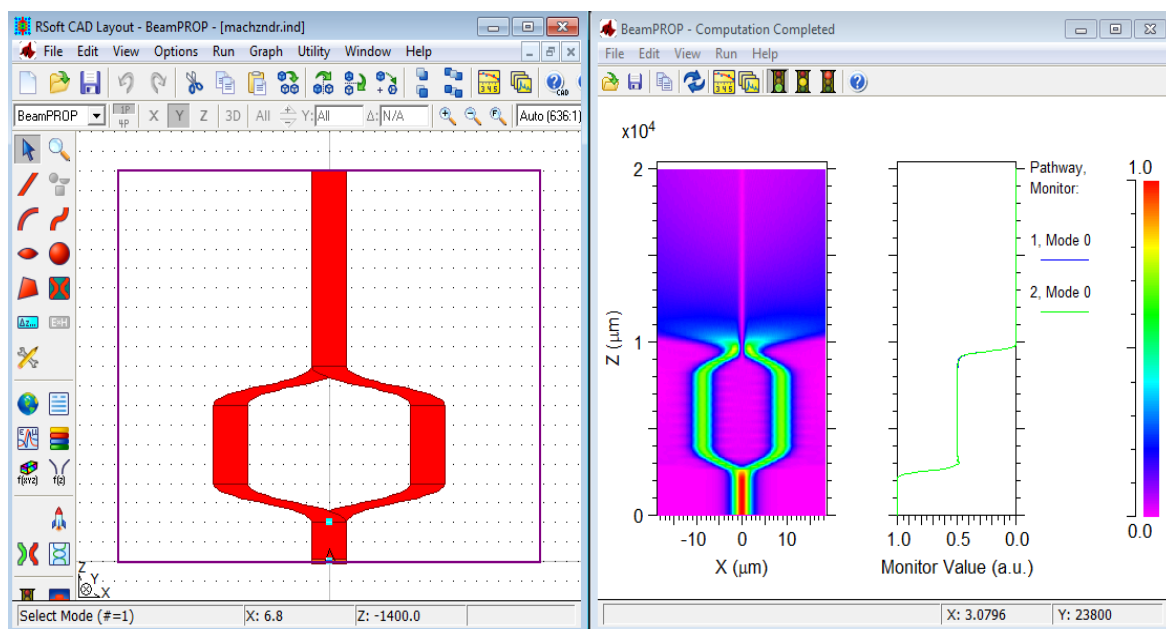 RSoft CAD Layout - BeamPROP - [machzndr.ind]
File Edit View Options Run Graph Utility Window Help
BeamPROP 1P 4P X Y Z 3D All Y: All Δ: N/A Auto (636:1)
Δz...
f(xyz) f(z)
Z
Y
X
Select Mode (#=1) X: 6.8 Z: -1400.0
BeamPROP - Computation Completed
File Edit View Run Help
x10⁴
2
1
0
Z (μm)
-10 0 10
X (μm)
1.0 0.5 0.0
Monitor Value (a.u.)
Pathway,
Monitor:
1, Mode 0
2, Mode 0
1.0
0.0
X: 3.0796 Y: 23800